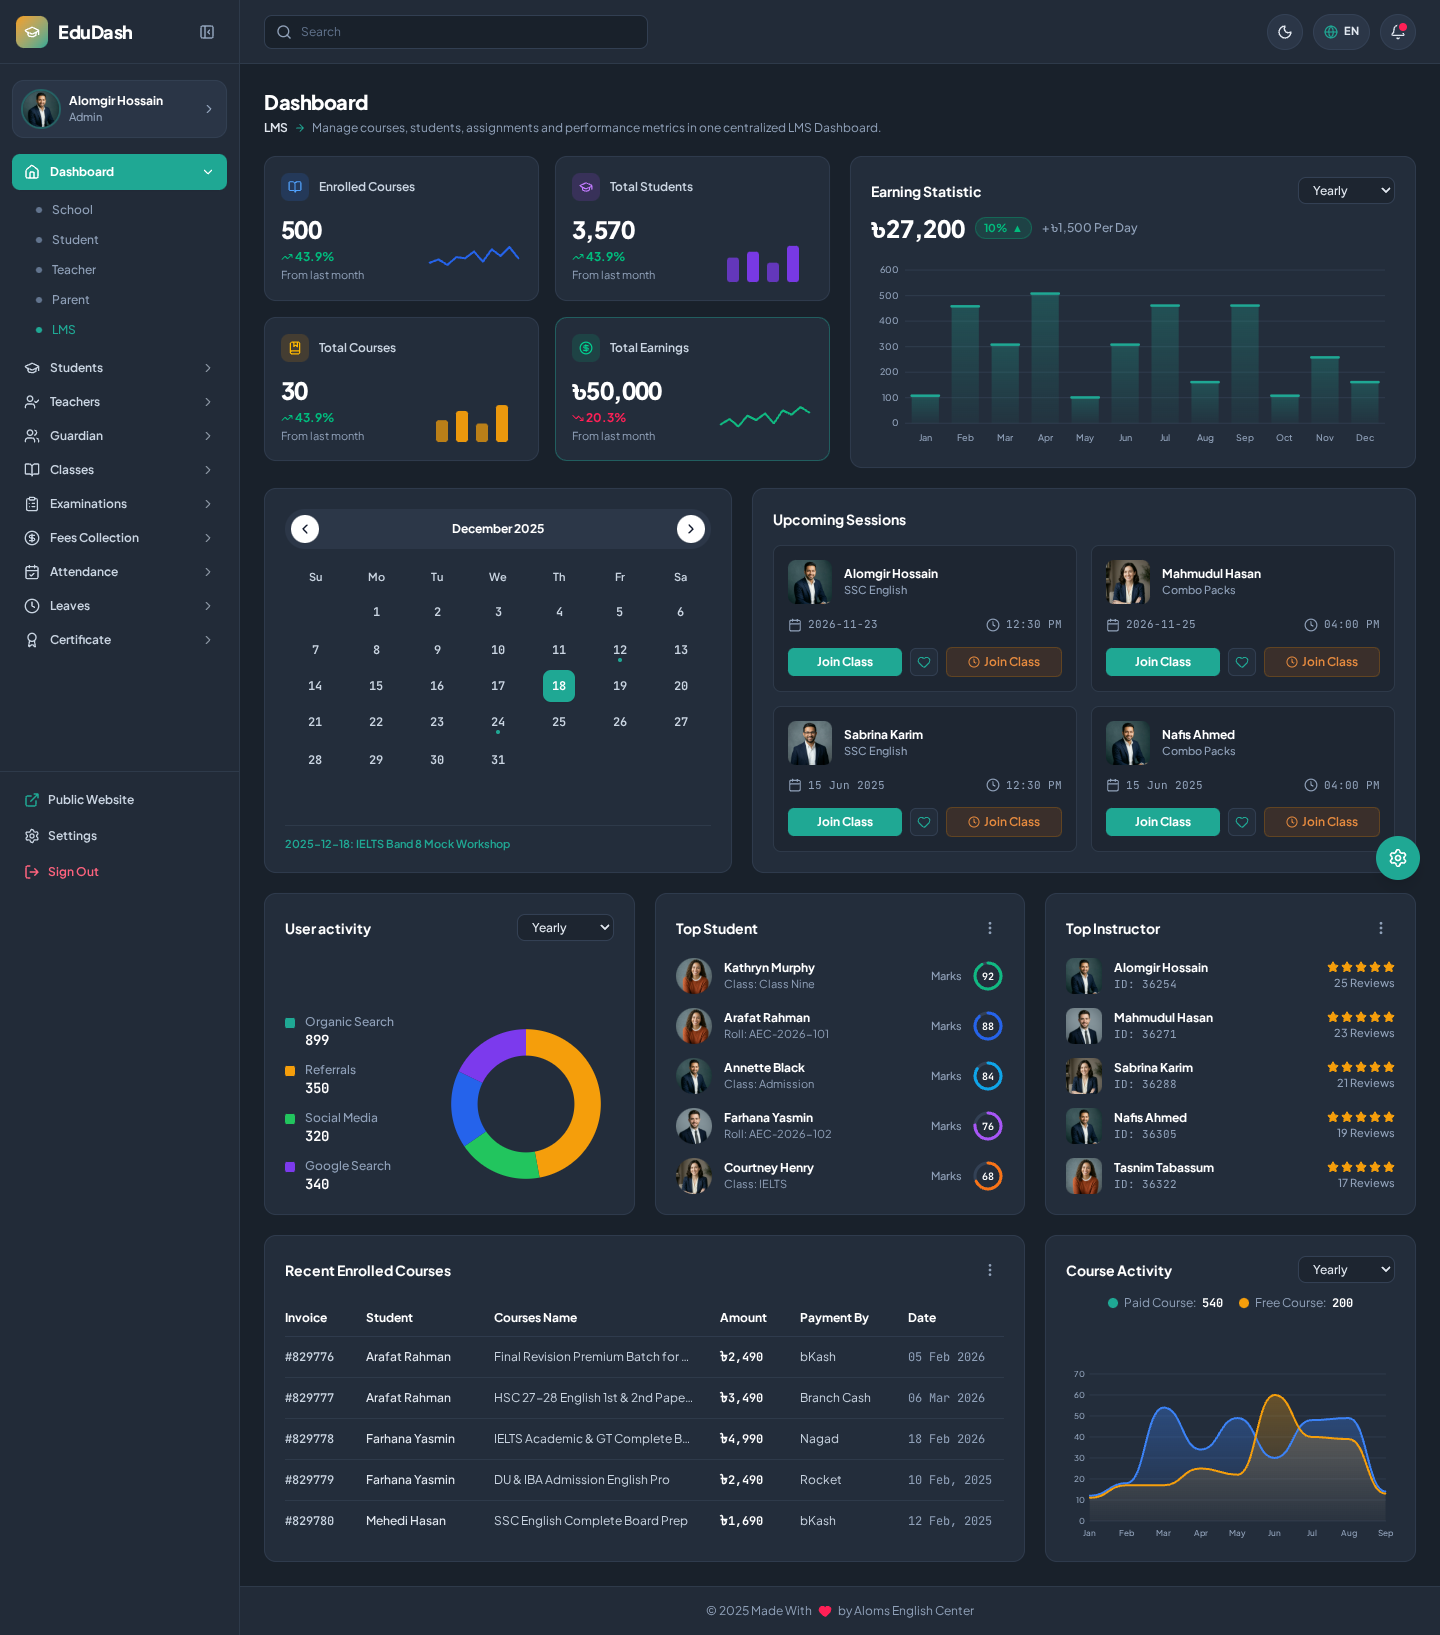 EduDash
Search
EN
Alomgir Hossain
Admin
Dashboard
School
Student
Teacher
Parent
LMS
Students
Teachers
Guardian
Classes
Examinations
Fees Collection
Attendance
Leaves
Certificate
Public Website
Settings
Sign Out
Dashboard
LMS → Manage courses, students, assignments and performance metrics in one centralized LMS Dashboard.
Enrolled Courses
500
43.9%
From last month
Total Students
3,570
43.9%
From last month
Total Courses
30
43.9%
From last month
Total Earnings
৳50,000
20.3%
From last month
Earning Statistic
Yearly
৳27,200 10% ▲ +৳1,500 Per Day
600
500
400
300
200
100
0
Jan Feb Mar Apr May Jun Jul Aug Sep Oct Nov Dec
December 2025
Su Mo Tu We Th Fr Sa
1 2 3 4 5 6
7 8 9 10 11 12 13
14 15 16 17 18 19 20
21 22 23 24 25 26 27
28 29 30 31
2025-12-18: IELTS Band 8 Mock Workshop
Upcoming Sessions
Alomgir Hossain
SSC English
2026-11-23 12:30 PM
Join Class Join Class
Mahmudul Hasan
Combo Packs
2026-11-25 04:00 PM
Join Class Join Class
Sabrina Karim
SSC English
15 Jun 2025 12:30 PM
Join Class Join Class
Nafis Ahmed
Combo Packs
15 Jun 2025 04:00 PM
Join Class Join Class
User activity
Yearly
Organic Search
899
Referrals
350
Social Media
320
Google Search
340
Top Student
Kathryn Murphy
Class: Class Nine
Marks 92
Arafat Rahman
Roll: AEC-2026-101
Marks 88
Annette Black
Class: Admission
Marks 84
Farhana Yasmin
Roll: AEC-2026-102
Marks 76
Courtney Henry
Class: IELTS
Marks 68
Top Instructor
Alomgir Hossain
ID: 36254
25 Reviews
Mahmudul Hasan
ID: 36271
23 Reviews
Sabrina Karim
ID: 36288
21 Reviews
Nafis Ahmed
ID: 36305
19 Reviews
Tasnim Tabassum
ID: 36322
17 Reviews
Recent Enrolled Courses
Invoice Student Courses Name Amount Payment By Date
#829776 Arafat Rahman Final Revision Premium Batch for … ৳2,490 bKash 05 Feb 2026
#829777 Arafat Rahman HSC 27-28 English 1st & 2nd Pape… ৳3,490 Branch Cash 06 Mar 2026
#829778 Farhana Yasmin IELTS Academic & GT Complete B… ৳4,990 Nagad 18 Feb 2026
#829779 Farhana Yasmin DU & IBA Admission English Pro ৳2,490 Rocket 10 Feb, 2025
#829780 Mehedi Hasan SSC English Complete Board Prep ৳1,690 bKash 12 Feb, 2025
Course Activity
Yearly
Paid Course: 540 Free Course: 200
70
60
50
40
30
20
10
0
Jan Feb Mar Apr May Jun Jul Aug Sep
© 2025 Made With ♥ by Aloms English Center